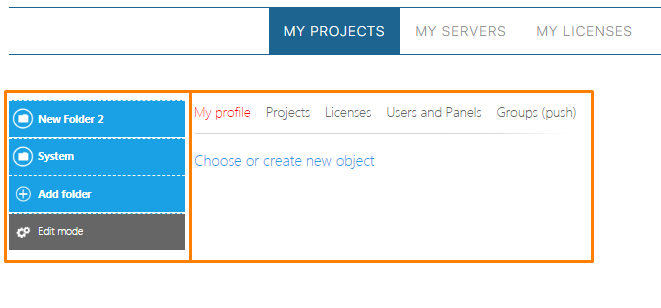 MY PROJECTS MY SERVERS MY LICENSES
My profile Projects Licenses Users and Panels Groups (push)
New Folder 2
System
Add folder
Edit mode
Choose or create new object